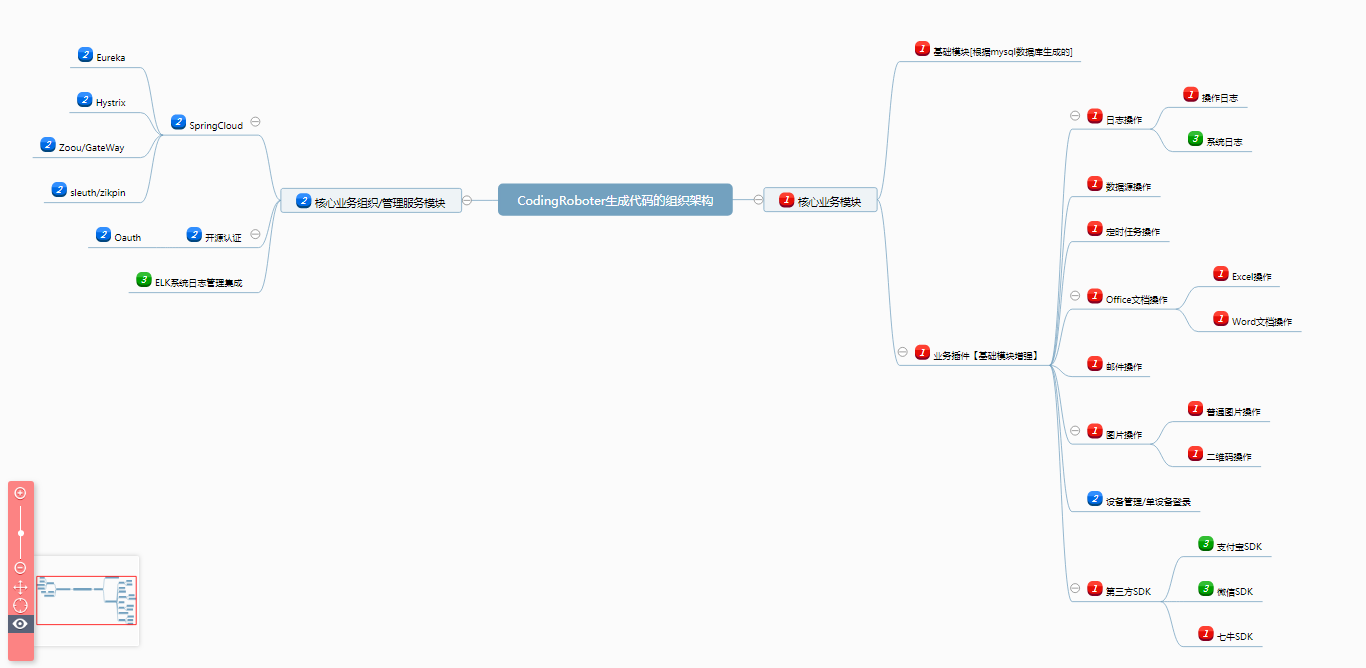 CodingRoboter生成代码的组织架构
2 核心业务组织/管理服务模块
2 SpringCloud
2 Eureka
2 Hystrix
2 Zoou/GateWay
2 sleuth/zikpin
2 开源认证
2 Oauth
3 ELK系统日志管理集成
1 核心业务模块
1 基础模块[根据mysql数据库生成的]
1 业务插件【基础模块增强】
1 日志操作
1 操作日志
3 系统日志
1 数据源操作
1 定时任务操作
1 Office文档操作
1 Excel操作
1 Word文档操作
1 邮件操作
1 图片操作
1 普通图片操作
1 二维码操作
2 设备管理/单设备登录
1 第三方SDK
3 支付宝SDK
3 微信SDK
1 七牛SDK